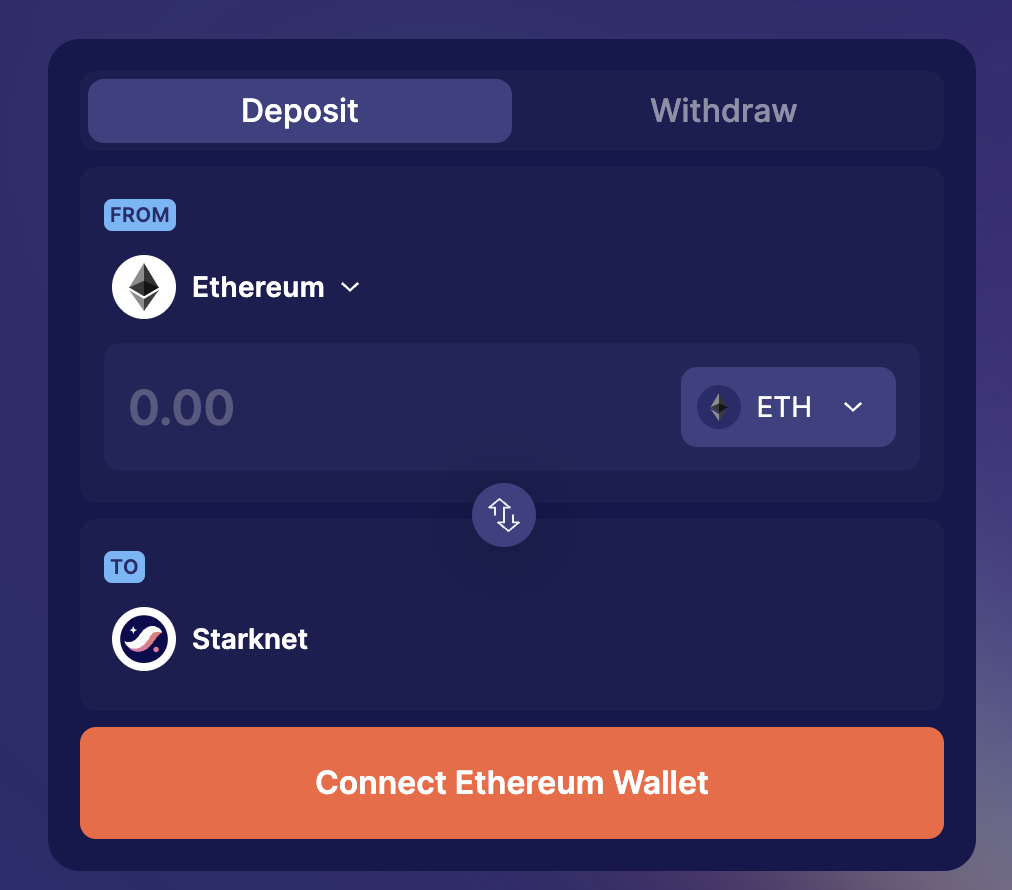 Deposit
Withdraw
FROM
Ethereum
0.00
ETH
TO
Starknet
Connect Ethereum Wallet